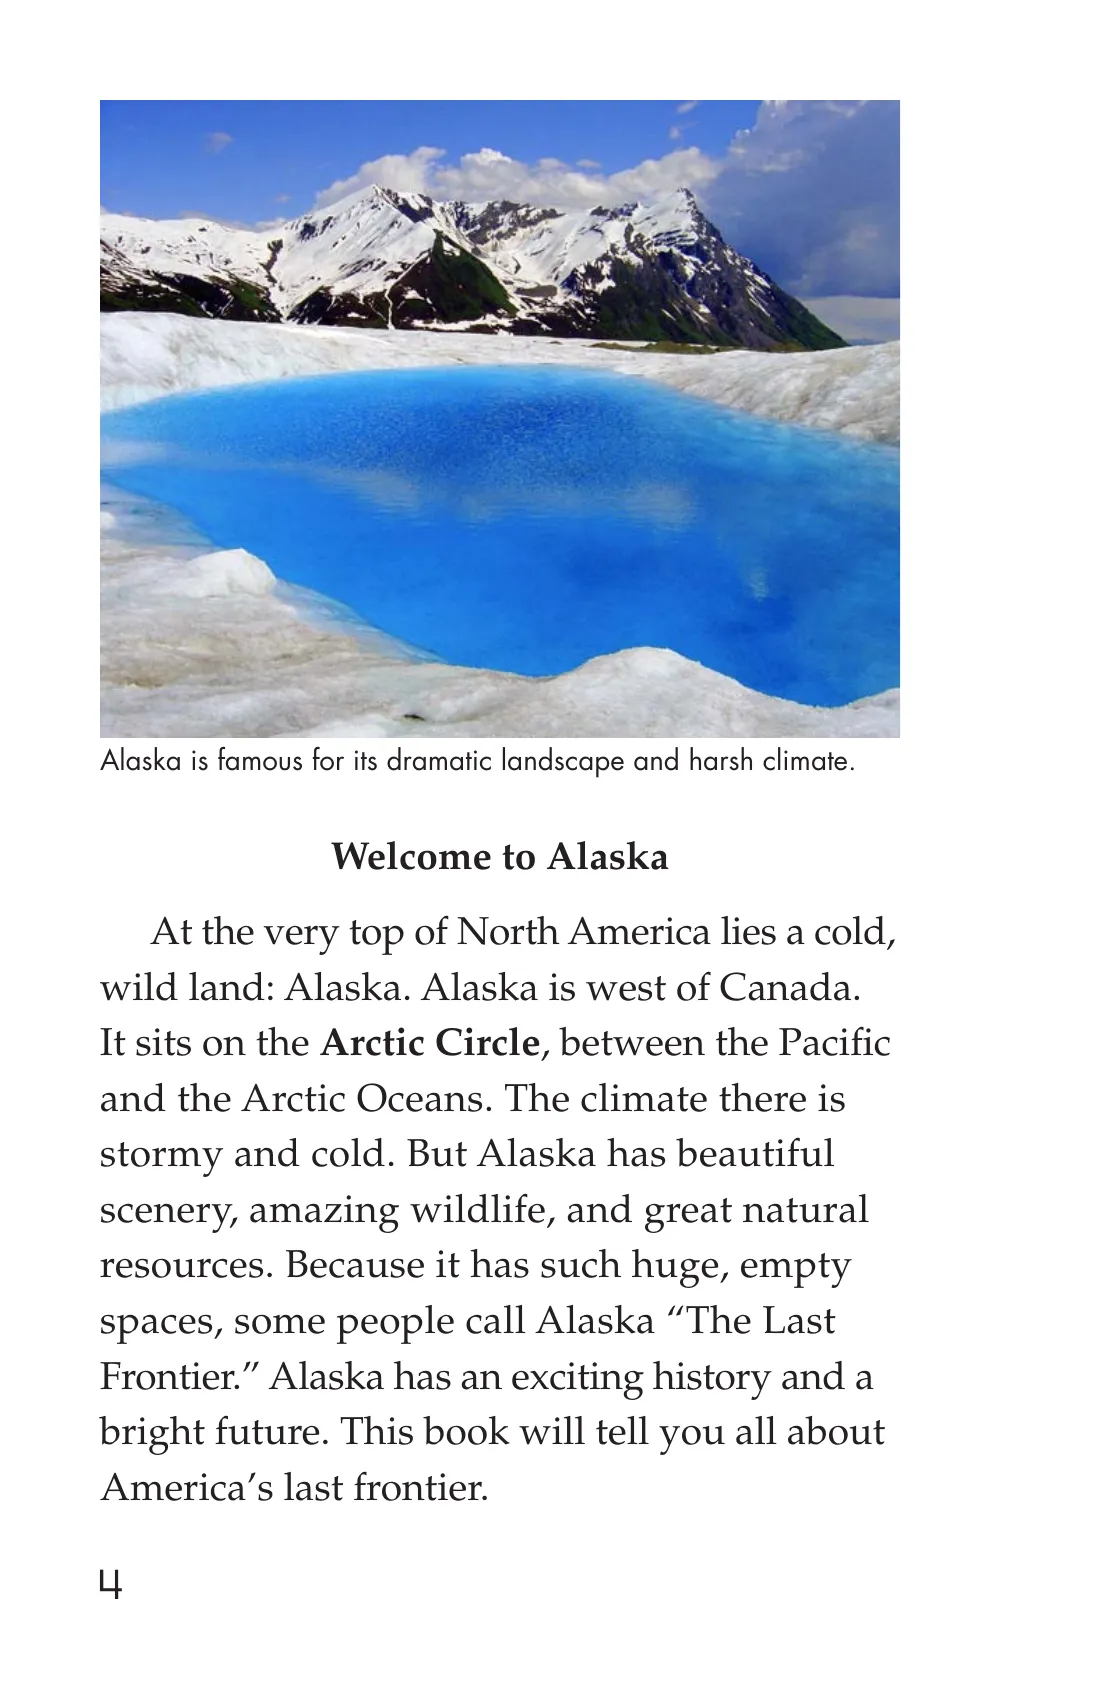 Alaska is famous for its dramatic landscape and harsh climate.
Welcome to Alaska
At the very top of North America lies a cold,
wild land: Alaska. Alaska is west of Canada.
It sits on the Arctic Circle, between the Pacific
and the Arctic Oceans. The climate there is
stormy and cold. But Alaska has beautiful
scenery, amazing wildlife, and great natural
resources. Because it has such huge, empty
spaces, some people call Alaska “The Last
Frontier.” Alaska has an exciting history and a
bright future. This book will tell you all about
America’s last frontier.
4